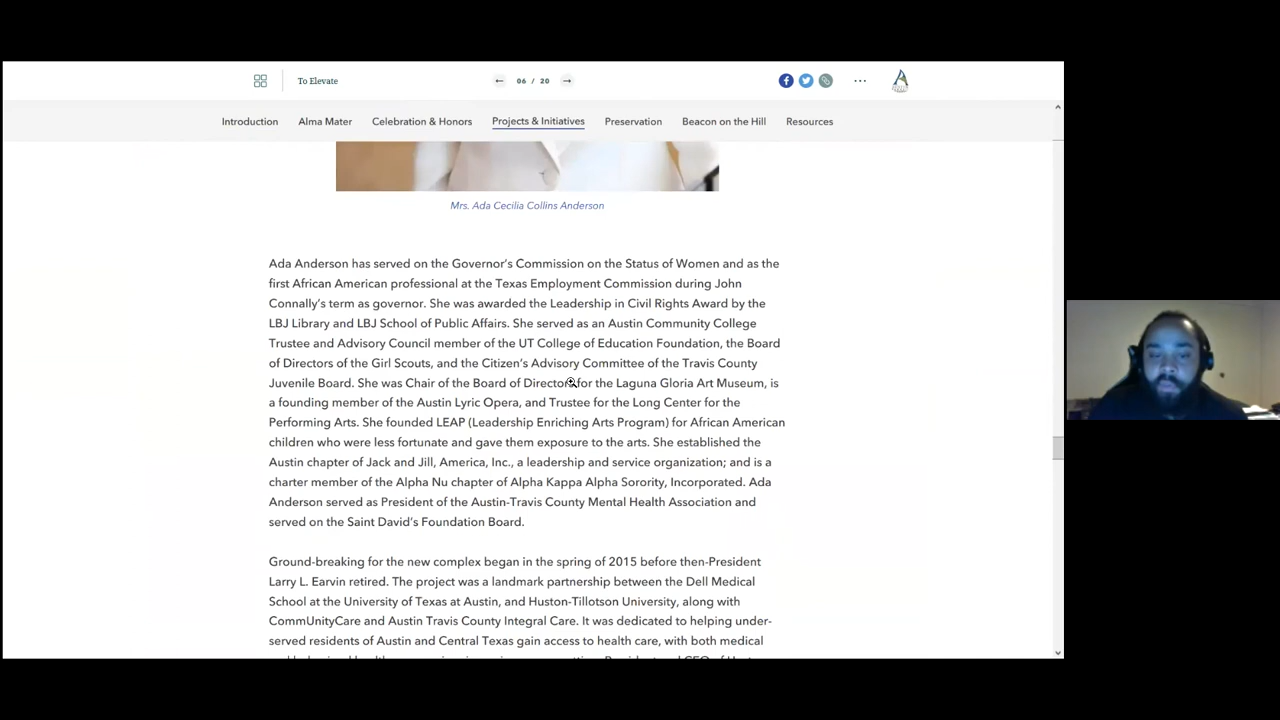 To Elevate
06 / 20
Introduction
Alma Mater
Celebration & Honors
Projects & Initiatives
Preservation
Beacon on the Hill
Resources
Mrs. Ada Cecilia Collins Anderson
Ada Anderson has served on the Governor's Commission on the Status of Women and as the
first African American professional at the Texas Employment Commission during John
Connally's term as governor. She was awarded the Leadership in Civil Rights Award by the
LBJ Library and LBJ School of Public Affairs. She served as an Austin Community College
Trustee and Advisory Council member of the UT College of Education Foundation, the Board
of Directors of the Girl Scouts, and the Citizen's Advisory Committee of the Travis County
Juvenile Board. She was Chair of the Board of Directors for the Laguna Gloria Art Museum, is
a founding member of the Austin Lyric Opera, and Trustee for the Long Center for the
Performing Arts. She founded LEAP (Leadership Enriching Arts Program) for African American
children who were less fortunate and gave them exposure to the arts. She established the
Austin chapter of Jack and Jill, America, Inc., a leadership and service organization; and is a
charter member of the Alpha Nu chapter of Alpha Kappa Alpha Sorority, Incorporated. Ada
Anderson served as President of the Austin-Travis County Mental Health Association and
served on the Saint David's Foundation Board.
Ground-breaking for the new complex began in the spring of 2015 before then-President
Larry L. Earvin retired. The project was a landmark partnership between the Dell Medical
School at the University of Texas at Austin, and Huston-Tillotson University, along with
CommUnityCare and Austin Travis County Integral Care. It was dedicated to helping under-
served residents of Austin and Central Texas gain access to health care, with both medical